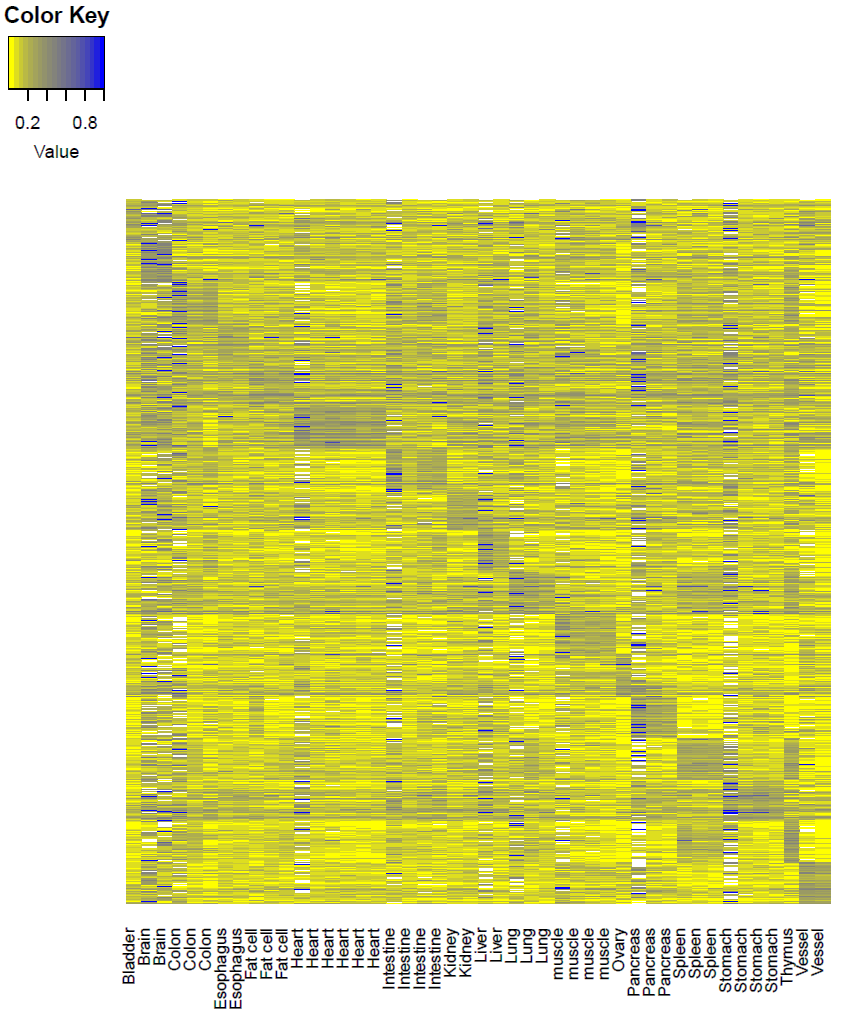 Color Key
0.2 0.8
Value
Bladder
Brain
Brain
Colon
Colon
Colon
Esophagus
Esophagus
Fat cell
Fat cell
Fat cell
Heart
Heart
Heart
Heart
Heart
Heart
Intestine
Intestine
Intestine
Intestine
Kidney
Kidney
Liver
Liver
Lung
Lung
Lung
muscle
muscle
muscle
muscle
Ovary
Pancreas
Pancreas
Pancreas
Spleen
Spleen
Spleen
Stomach
Stomach
Stomach
Stomach
Thymus
Vessel
Vessel